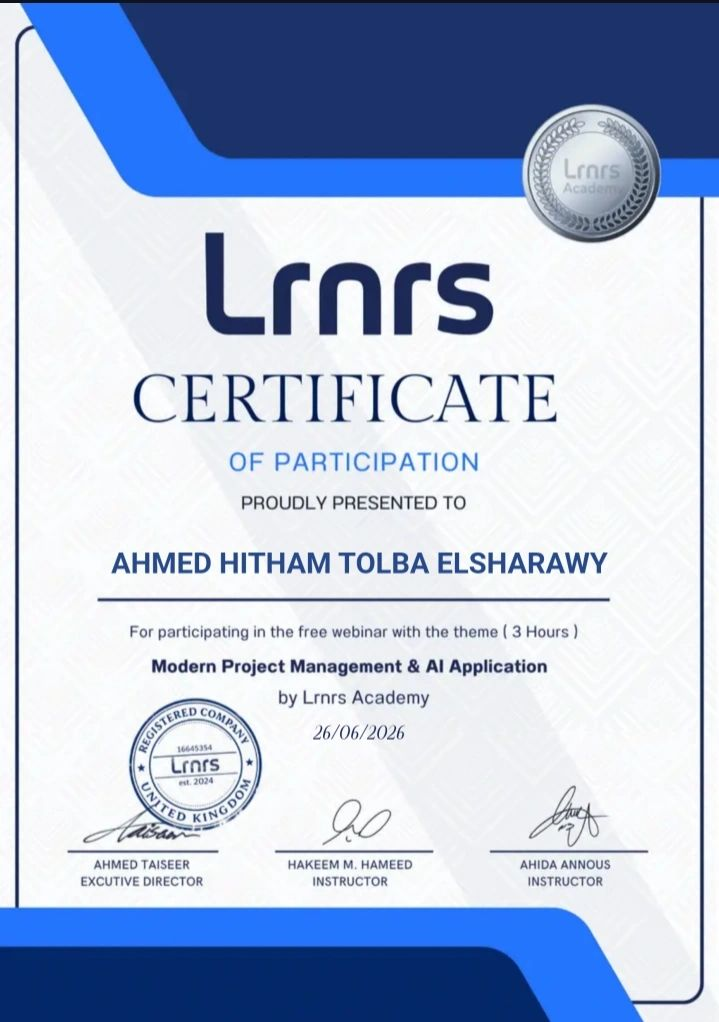 Lrnrs
Academy
Lrnrs
CERTIFICATE
OF PARTICIPATION
PROUDLY PRESENTED TO
AHMED HITHAM TOLBA ELSHARAWY
For participating in the free webinar with the theme ( 3 Hours )
Modern Project Management & AI Application
by Lrnrs Academy
26/06/2026
REGISTERED COMPANY
16645354
Lrnrs
est. 2024
UNITED KINGDOM
AHMED TAISEER
EXCUTIVE DIRECTOR
HAKEEM M. HAMEED
INSTRUCTOR
AHIDA ANNOUS
INSTRUCTOR